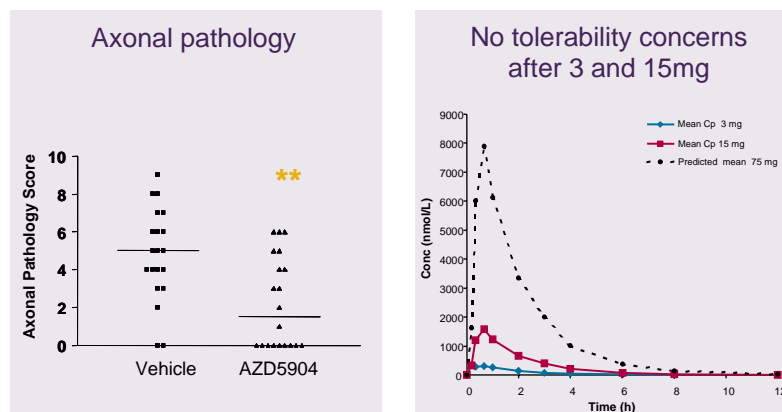 Axonal pathology
Axonal Pathology Score
10
8
6
4
2
0
**
Vehicle
AZD5904
No tolerability concerns
after 3 and 15mg
Conc (nmol/L)
9000
8000
7000
6000
5000
4000
3000
2000
1000
0
Mean Cp 3 mg
Mean Cp 15 mg
Predicted mean 75 mg
0 2 4 6 8 10 12
Time (h)